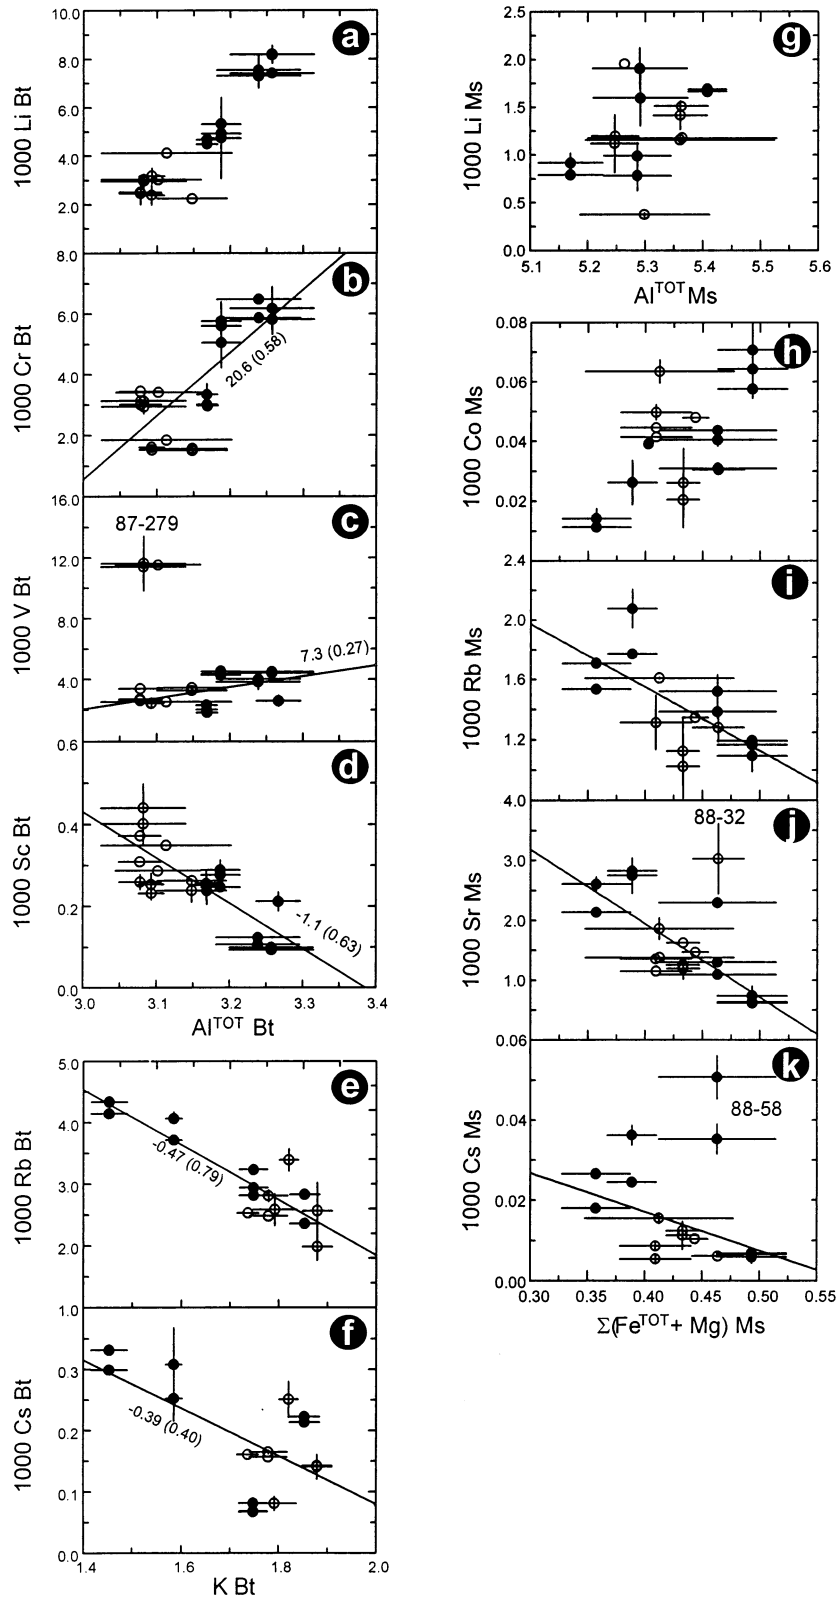 a
10.0
8.0
6.0
4.0
2.0
1000 Li Bt
b
8.0
6.0
4.0
2.0
1000 Cr Bt
20.6 (0.58)
c
16.0
12.0
8.0
4.0
1000 V Bt
87-279
7.3 (0.27)
d
0.6
0.4
0.2
0.0
1000 Sc Bt
-1.1 (0.63)
3.0 3.1 3.2 3.3 3.4
Al^TOT Bt
e
5.0
4.0
3.0
2.0
1000 Rb Bt
-0.47 (0.79)
f
1.0
0.3
0.2
0.1
0.0
1000 Cs Bt
-0.39 (0.40)
1.4 1.6 1.8 2.0
K Bt
g
2.5
2.0
1.5
1.0
0.5
0.0
1000 Li Ms
5.1 5.2 5.3 5.4 5.5 5.6
Al^TOT Ms
h
0.08
0.06
0.04
0.02
1000 Co Ms
i
2.4
2.0
1.6
1.2
1000 Rb Ms
j
4.0
3.0
2.0
1.0
1000 Sr Ms
88-32
k
0.06
0.04
0.02
0.00
1000 Cs Ms
88-58
0.30 0.35 0.40 0.45 0.50 0.55
Σ(Fe^TOT + Mg) Ms